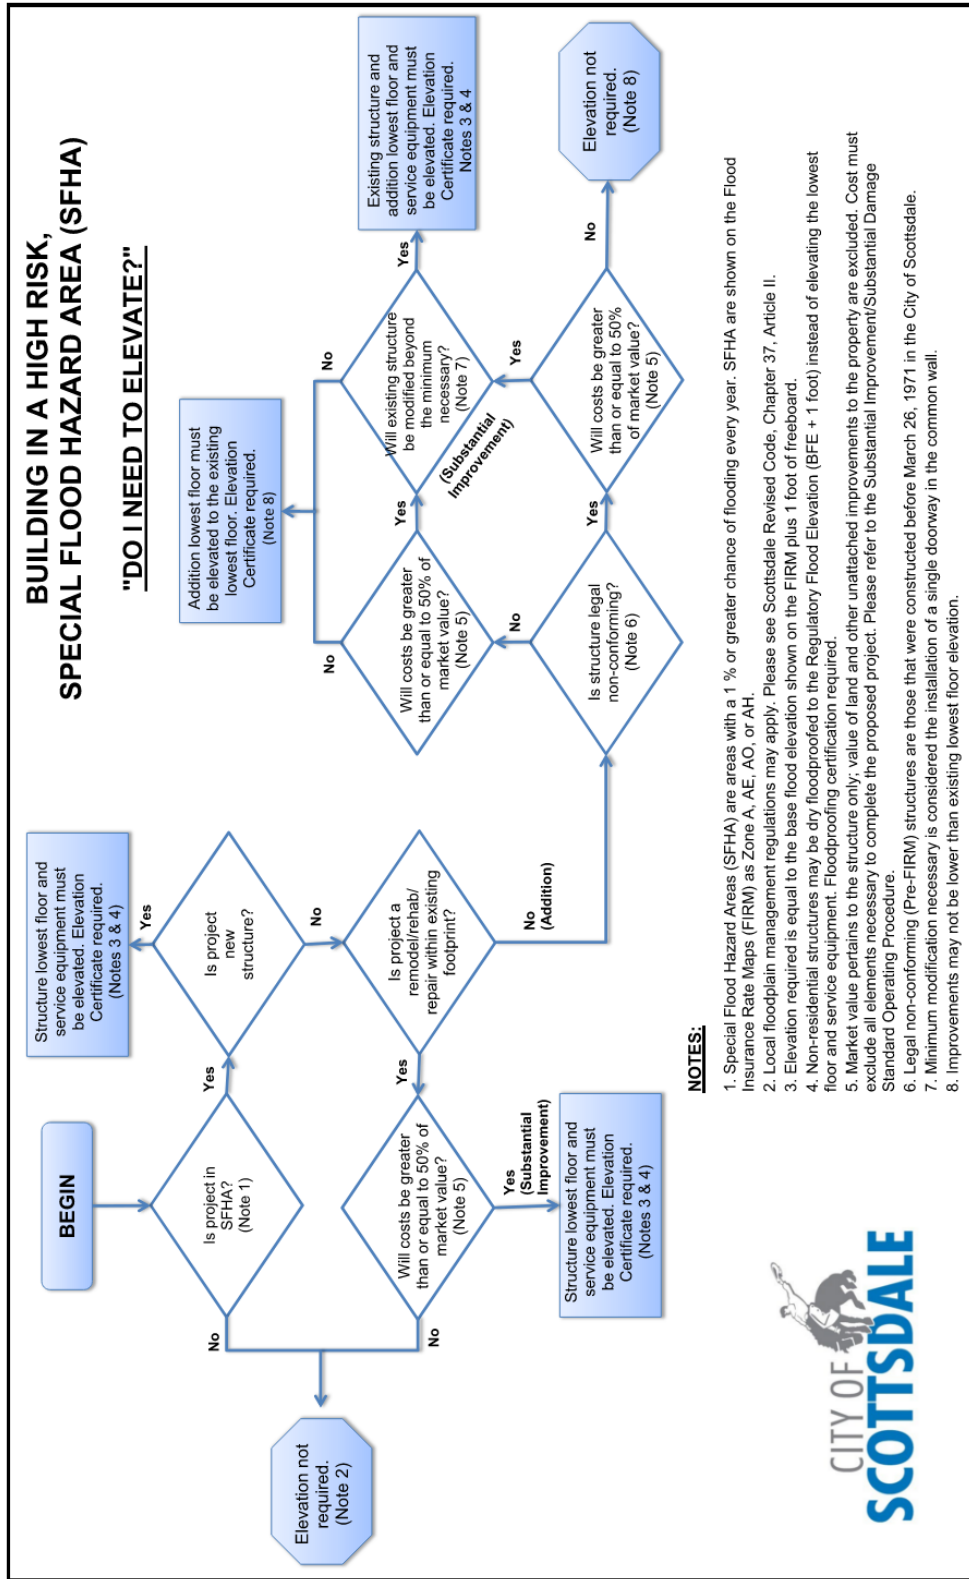 BUILDING IN A HIGH RISK,
SPECIAL FLOOD HAZARD AREA (SFHA)
"DO I NEED TO ELEVATE?"
BEGIN
Is project in
SFHA?
(Note 1)
No
Yes
Is project
new
structure?
Yes
Structure lowest floor and
service equipment must
be elevated. Elevation
Certificate required.
(Notes 3 & 4)
No
Is project a
remodel/rehab/
repair within existing
footprint?
Yes
Will costs be greater
than or equal to 50% of
market value?
(Note 5)
No
Elevation not
required.
(Note 2)
Yes
(Substantial
Improvement)
Structure lowest floor and
service equipment must
be elevated. Elevation
Certificate required.
(Notes 3 & 4)
No
(Addition)
Is structure legal
non-conforming?
(Note 6)
No
Will costs be greater
than or equal to 50% of
market value?
(Note 5)
No
Addition lowest floor must
be elevated to the existing
lowest floor. Elevation
Certificate required.
(Note 8)
Yes
Will existing structure
be modified beyond
the minimum
necessary?
(Note 7)
No
Yes
Existing structure and
addition lowest floor and
service equipment must
be elevated. Elevation
Certificate required.
Notes 3 & 4
Yes
Will costs be greater
than or equal to 50%
of market value?
(Note 5)
Yes
(Substantial
Improvement)
No
Elevation not
required.
(Note 8)
NOTES:
1. Special Flood Hazard Areas (SFHA) are areas with a 1 % or greater chance of flooding every year. SFHA are shown on the Flood
Insurance Rate Maps (FIRM) as Zone A, AE, AO, or AH.
2. Local floodplain management regulations may apply. Please see Scottsdale Revised Code, Chapter 37, Article II.
3. Elevation required is equal to the base flood elevation shown on the FIRM plus 1 foot of freeboard.
4. Non-residential structures may be dry floodproofed to the Regulatory Flood Elevation (BFE + 1 foot) instead of elevating the lowest
floor and service equipment. Floodproofing certification required.
5. Market value pertains to the structure only; value of land and other unattached improvements to the property are excluded. Cost must
exclude all elements necessary to complete the proposed project. Please refer to the Substantial Improvement/Substantial Damage
Standard Operating Procedure.
6. Legal non-conforming (Pre-FIRM) structures are those that were constructed before March 26, 1971 in the City of Scottsdale.
7. Minimum modification necessary is considered the installation of a single doorway in the common wall.
8. Improvements may not be lower than existing lowest floor elevation.
CITY OF
SCOTTSDALE